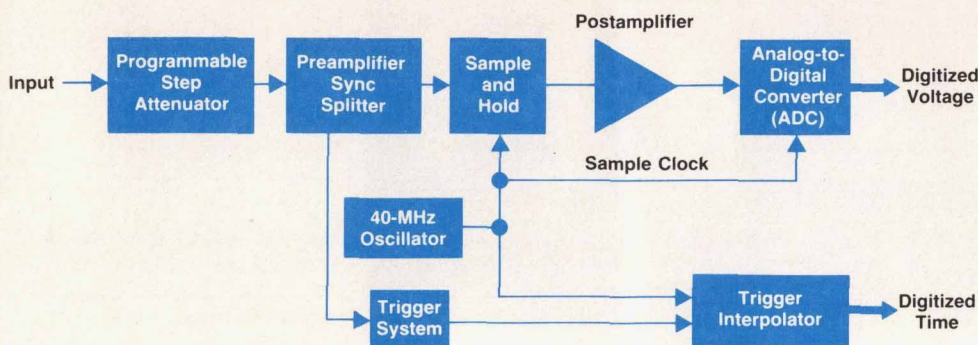 Postamplifier
Input
Programmable
Step
Attenuator
Preamplifier
Sync
Splitter
Sample
and
Hold
Analog-to-
Digital
Converter
(ADC)
Digitized
Voltage
Sample Clock
40-MHz
Oscillator
Trigger
System
Trigger
Interpolator
Digitized
Time